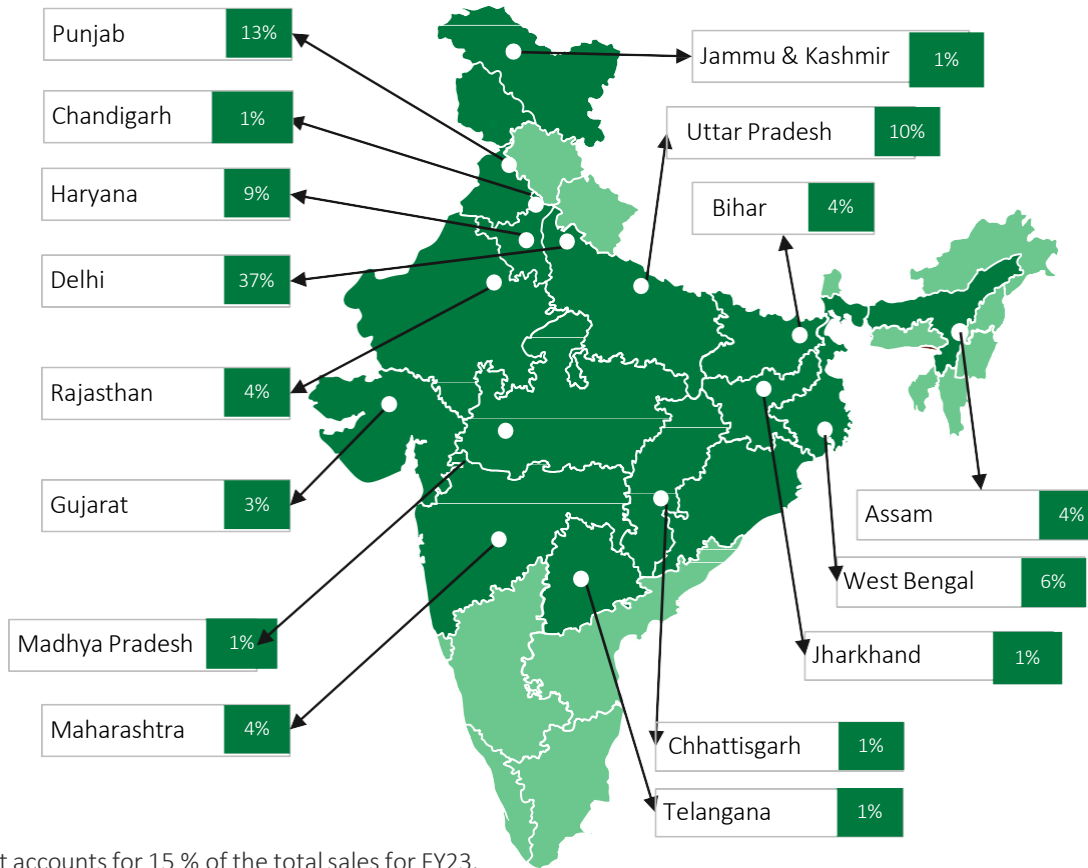 Punjab 13%
Chandigarh 1%
Haryana 9%
Delhi 37%
Rajasthan 4%
Gujarat 3%
Madhya Pradesh 1%
Maharashtra 4%
Jammu & Kashmir 1%
Uttar Pradesh 10%
Bihar 4%
Assam 4%
West Bengal 6%
Jharkhand 1%
Chhattisgarh 1%
Telangana 1%
accounts for 15 % of the total sales for FY23.